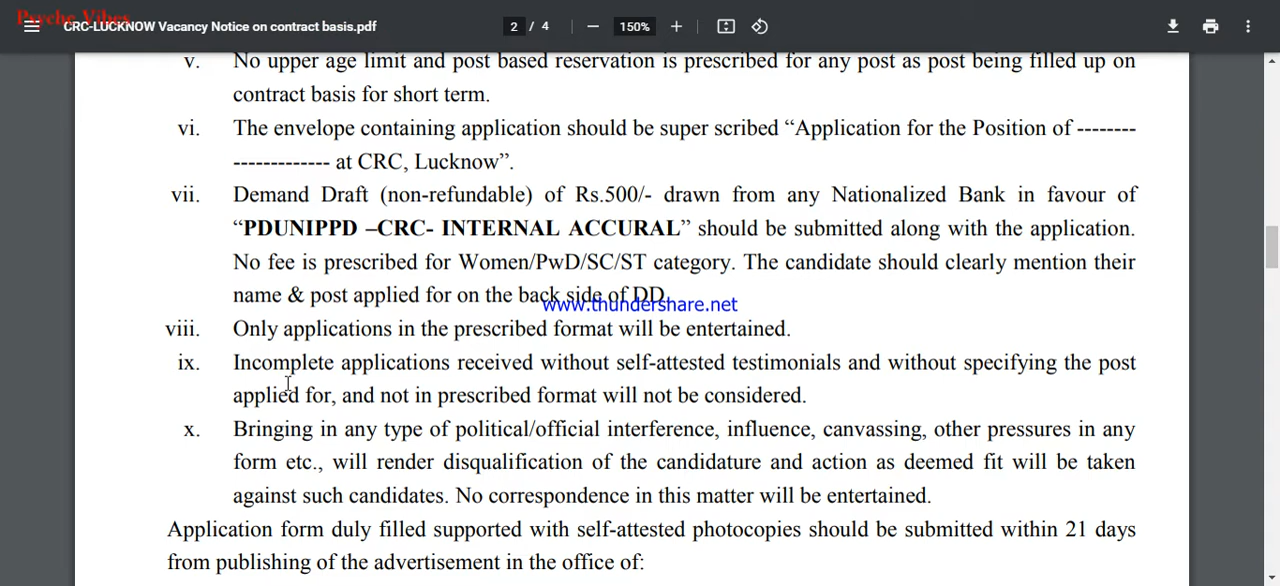 Psyche Vibes
CRC-LUCKNOW Vacancy Notice on contract basis.pdf
2 / 4
150%
v. No upper age limit and post based reservation is prescribed for any post as post being filled up on
contract basis for short term.
vi. The envelope containing application should be super scribed “Application for the Position of --------
------------- at CRC, Lucknow”.
vii. Demand Draft (non-refundable) of Rs.500/- drawn from any Nationalized Bank in favour of
“PDUNIPPD –CRC- INTERNAL ACCURAL” should be submitted along with the application.
No fee is prescribed for Women/PwD/SC/ST category. The candidate should clearly mention their
name & post applied for on the back side of DD.
www.thundershare.net
viii. Only applications in the prescribed format will be entertained.
ix. Incomplete applications received without self-attested testimonials and without specifying the post
applied for, and not in prescribed format will not be considered.
x. Bringing in any type of political/official interference, influence, canvassing, other pressures in any
form etc., will render disqualification of the candidature and action as deemed fit will be taken
against such candidates. No correspondence in this matter will be entertained.
Application form duly filled supported with self-attested photocopies should be submitted within 21 days
from publishing of the advertisement in the office of: